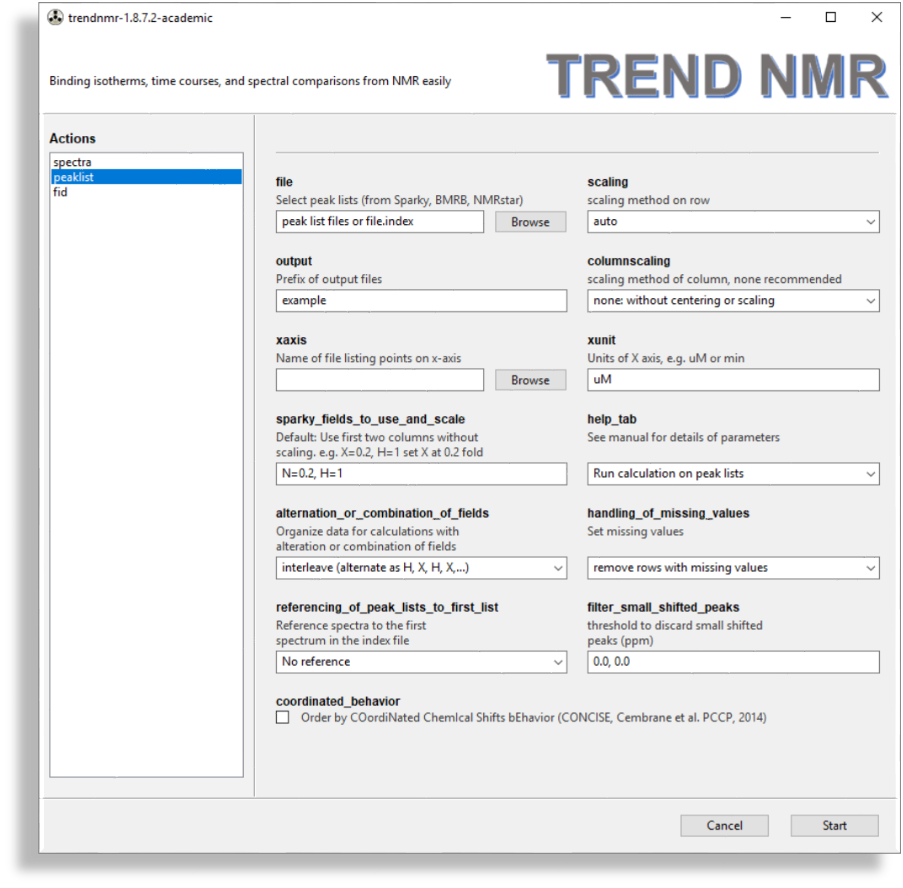 trendnmr-1.8.7.2-academic
Binding isotherms, time courses, and spectral comparisons from NMR easily
TREND NMR
Actions
spectra
peaklist
fid
file
Select peak lists (from Sparky, BMRB, NMRstar)
peak list files or file.index
Browse
scaling
scaling method on row
auto
output
Prefix of output files
example
columnscaling
scaling method of column, none recommended
none: without centering or scaling
xaxis
Name of file listing points on x-axis
Browse
xunit
Units of X axis, e.g. uM or min
uM
sparky_fields_to_use_and_scale
Default: Use first two columns without
scaling. e.g. X=0.2, H=1 set X at 0.2 fold
N=0.2, H=1
help_tab
See manual for details of parameters
Run calculation on peak lists
alternation_or_combination_of_fields
Organize data for calculations with
alteration or combination of fields
interleave (alternate as H, X, H, X,...)
handling_of_missing_values
Set missing values
remove rows with missing values
referencing_of_peak_lists_to_first_list
Reference spectra to the first
spectrum in the index file
No reference
filter_small_shifted_peaks
threshold to discard small shifted
peaks (ppm)
0.0, 0.0
coordinated_behavior
Order by COordiNated ChemIcal Shifts bEhavior (CONCISE, Cembrane et al. PCCP, 2014)
Cancel
Start